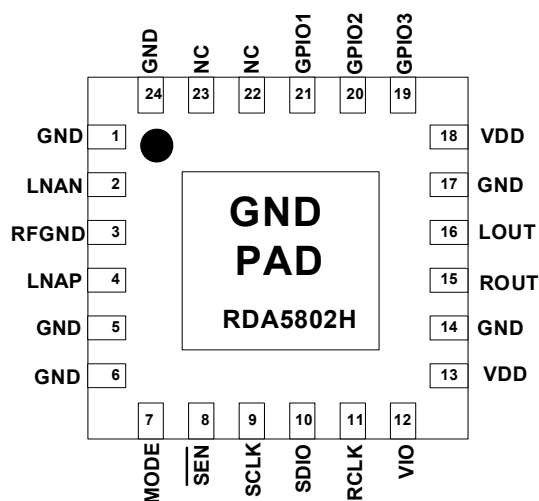 GND
NC
NC
GPIO1
GPIO2
GPIO3
24
23
22
21
20
19
GND 1
LNAN 2
RFGND 3
LNAP 4
GND 5
GND 6
18 VDD
17 GND
16 LOUT
15 ROUT
14 GND
13 VDD
GND
PAD
RDA5802H
7
8
9
10
11
12
MODE
SEN
SCLK
SDIO
RCLK
VIO